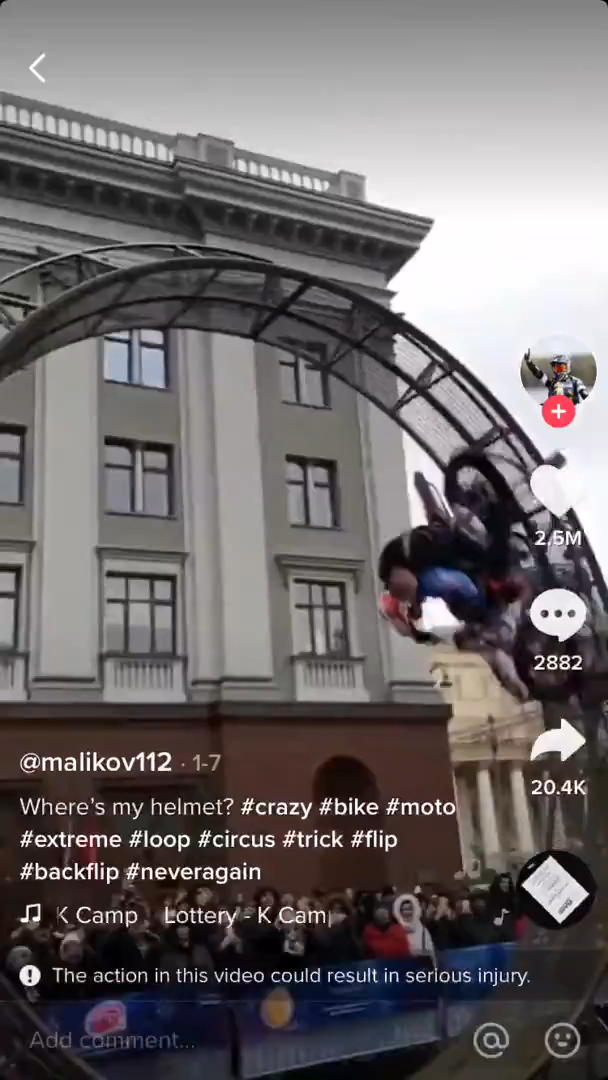 2.5M
2882
20.4K
@malikov112 · 1-7
Where's my helmet? #crazy #bike #moto
#extreme #loop #circus #trick #flip
#backflip #neveragain
K Camp Lottery - K Cam
The action in this video could result in serious injury.
Add comment...